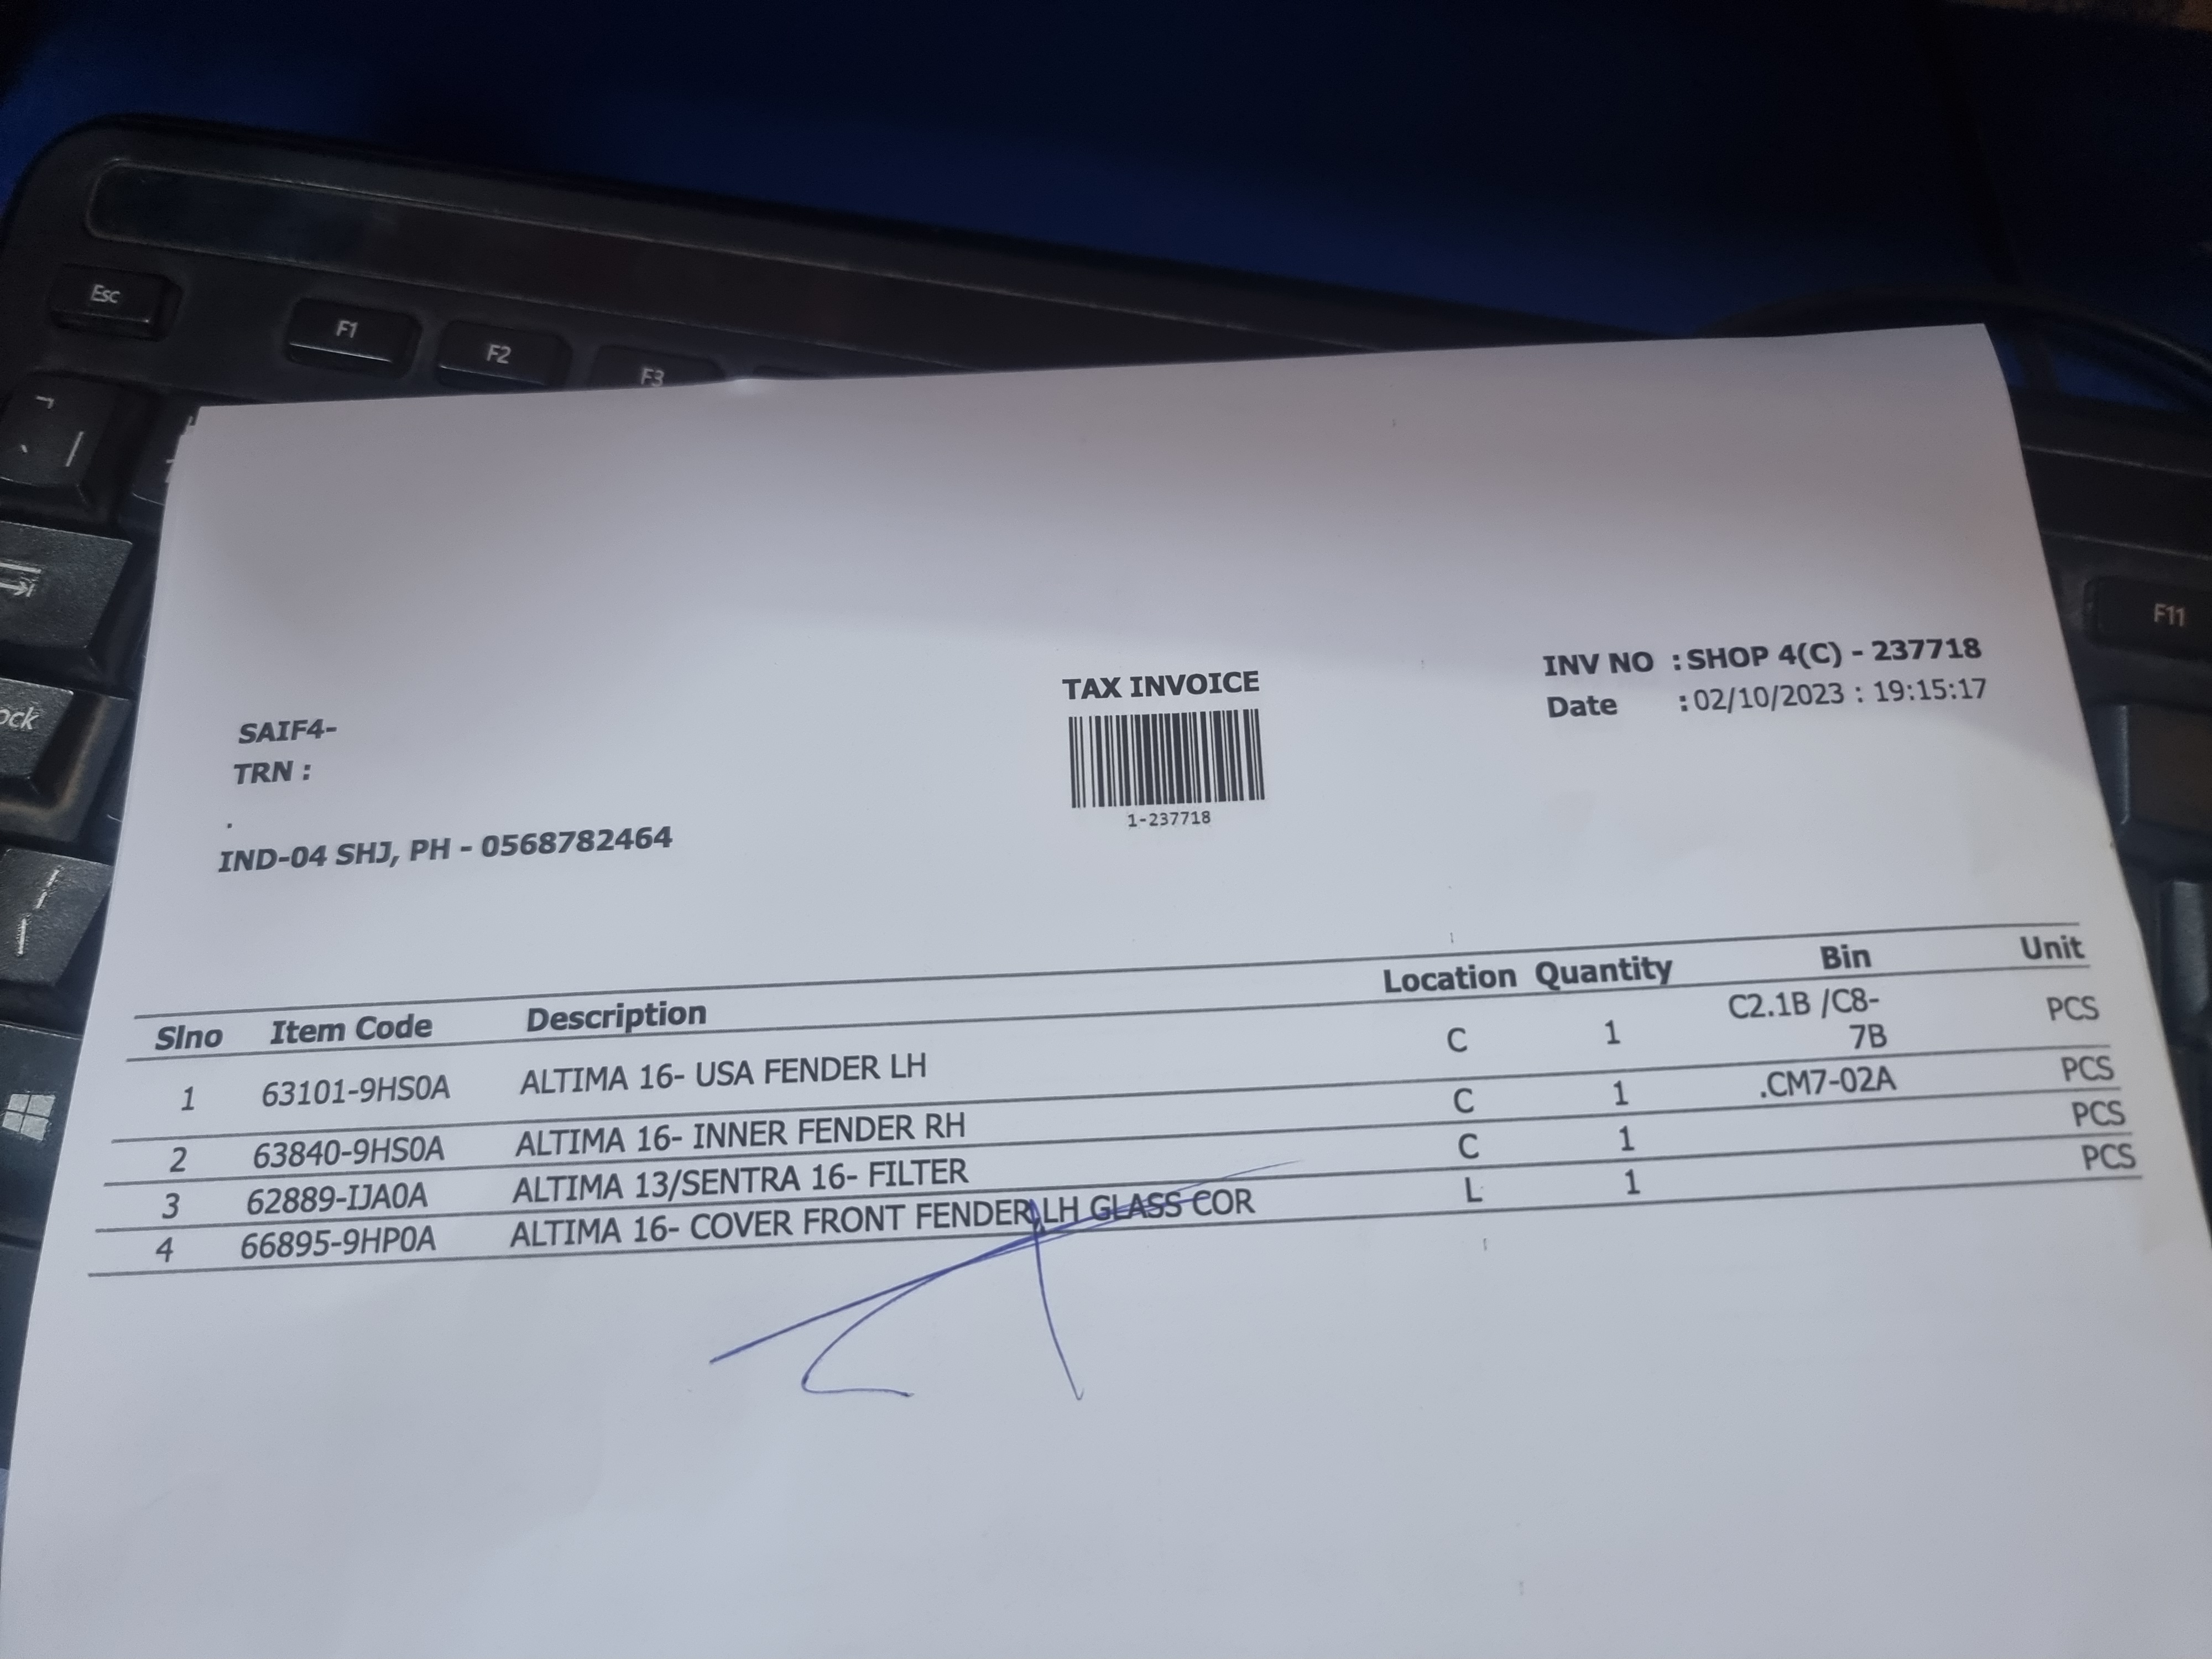 Esc
F1
F2
F3
F11
ock
TAX INVOICE
INV NO : SHOP 4(C) - 237718
Date : 02/10/2023 : 19:15:17
1-237718
SAIF4-
TRN :
.
IND-04 SHJ, PH - 0568782464
Slno Item Code Description Location Quantity Bin Unit
1 63101-9HS0A ALTIMA 16- USA FENDER LH C 1 C2.1B /C8-
7B PCS
2 63840-9HS0A ALTIMA 16- INNER FENDER RH C 1 .CM7-02A PCS
3 62889-IJA0A ALTIMA 13/SENTRA 16- FILTER C 1 PCS
4 66895-9HP0A ALTIMA 16- COVER FRONT FENDER LH GLASS COR L 1 PCS